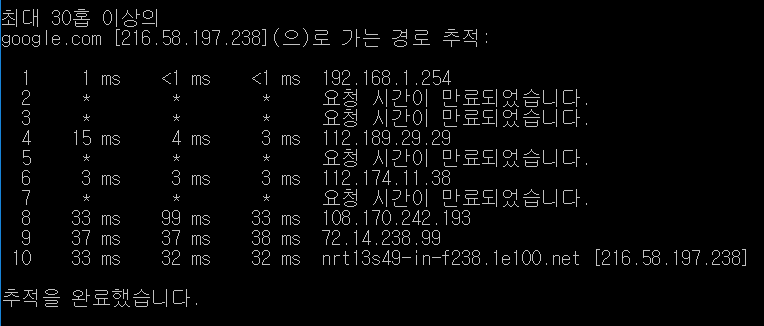 최대 30홉 이상의
google.com [216.58.197.238](으)로 가는 경로 추적:
1 1 ms <1 ms <1 ms 192.168.1.254
2 * * * 요청 시간이 만료되었습니다.
3 * * * 요청 시간이 만료되었습니다.
4 15 ms 4 ms 3 ms 112.189.29.29
5 * * * 요청 시간이 만료되었습니다.
6 3 ms 3 ms 3 ms 112.174.11.38
7 * * * 요청 시간이 만료되었습니다.
8 33 ms 99 ms 33 ms 108.170.242.193
9 37 ms 37 ms 38 ms 72.14.238.99
10 33 ms 32 ms 32 ms nrt13s49-in-f238.1e100.net [216.58.197.238]
추적을 완료했습니다.